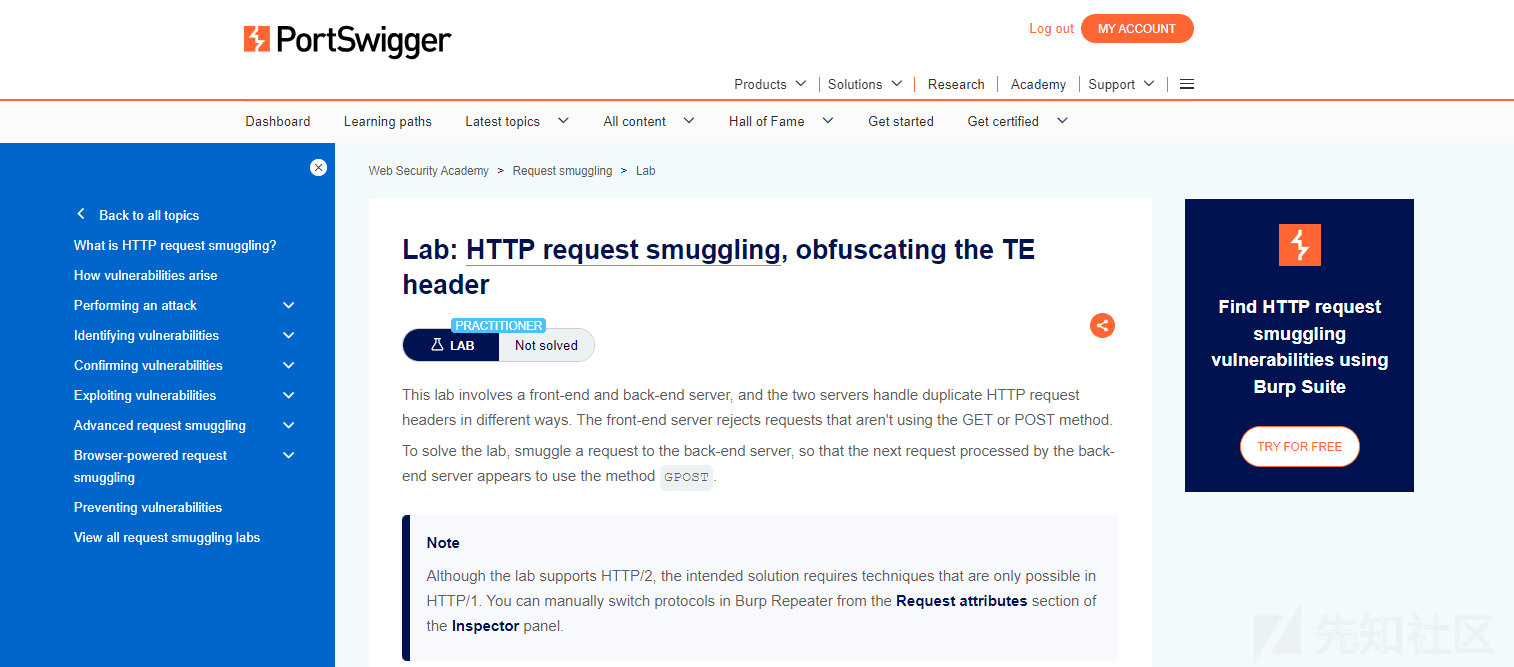 PortSwigger
Log out
MY ACCOUNT
Products
Solutions
Research
Academy
Support
Dashboard
Learning paths
Latest topics
All content
Hall of Fame
Get started
Get certified
Back to all topics
What is HTTP request smuggling?
How vulnerabilities arise
Performing an attack
Identifying vulnerabilities
Confirming vulnerabilities
Exploiting vulnerabilities
Advanced request smuggling
Browser-powered request
smuggling
Preventing vulnerabilities
View all request smuggling labs
Web Security Academy > Request smuggling > Lab
Lab: HTTP request smuggling, obfuscating the TE
header
PRACTITIONER
LAB
Not solved
This lab involves a front-end and back-end server, and the two servers handle duplicate HTTP request
headers in different ways. The front-end server rejects requests that aren't using the GET or POST method.
To solve the lab, smuggle a request to the back-end server, so that the next request processed by the back-
end server appears to use the method GPOST.
Note
Although the lab supports HTTP/2, the intended solution requires techniques that are only possible in
HTTP/1. You can manually switch protocols in Burp Repeater from the Request attributes section of
the Inspector panel.
Find HTTP request
smuggling
vulnerabilities using
Burp Suite
TRY FOR FREE
先知社区